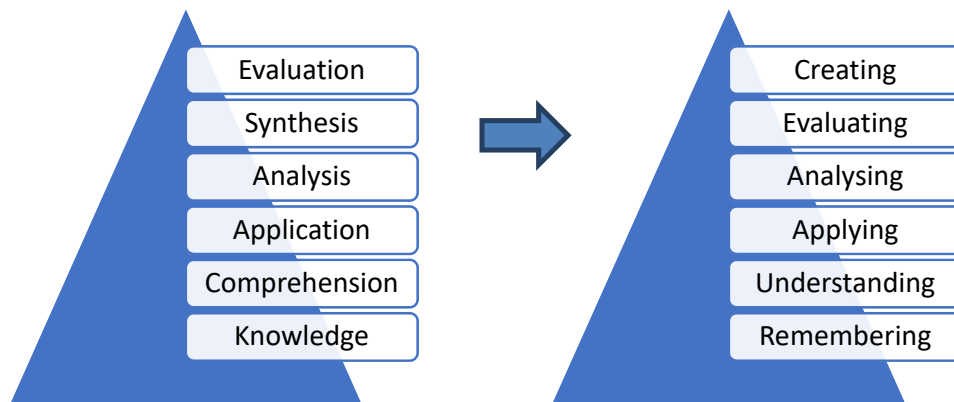 Evaluation
Synthesis
Analysis
Application
Comprehension
Knowledge
Creating
Evaluating
Analysing
Applying
Understanding
Remembering